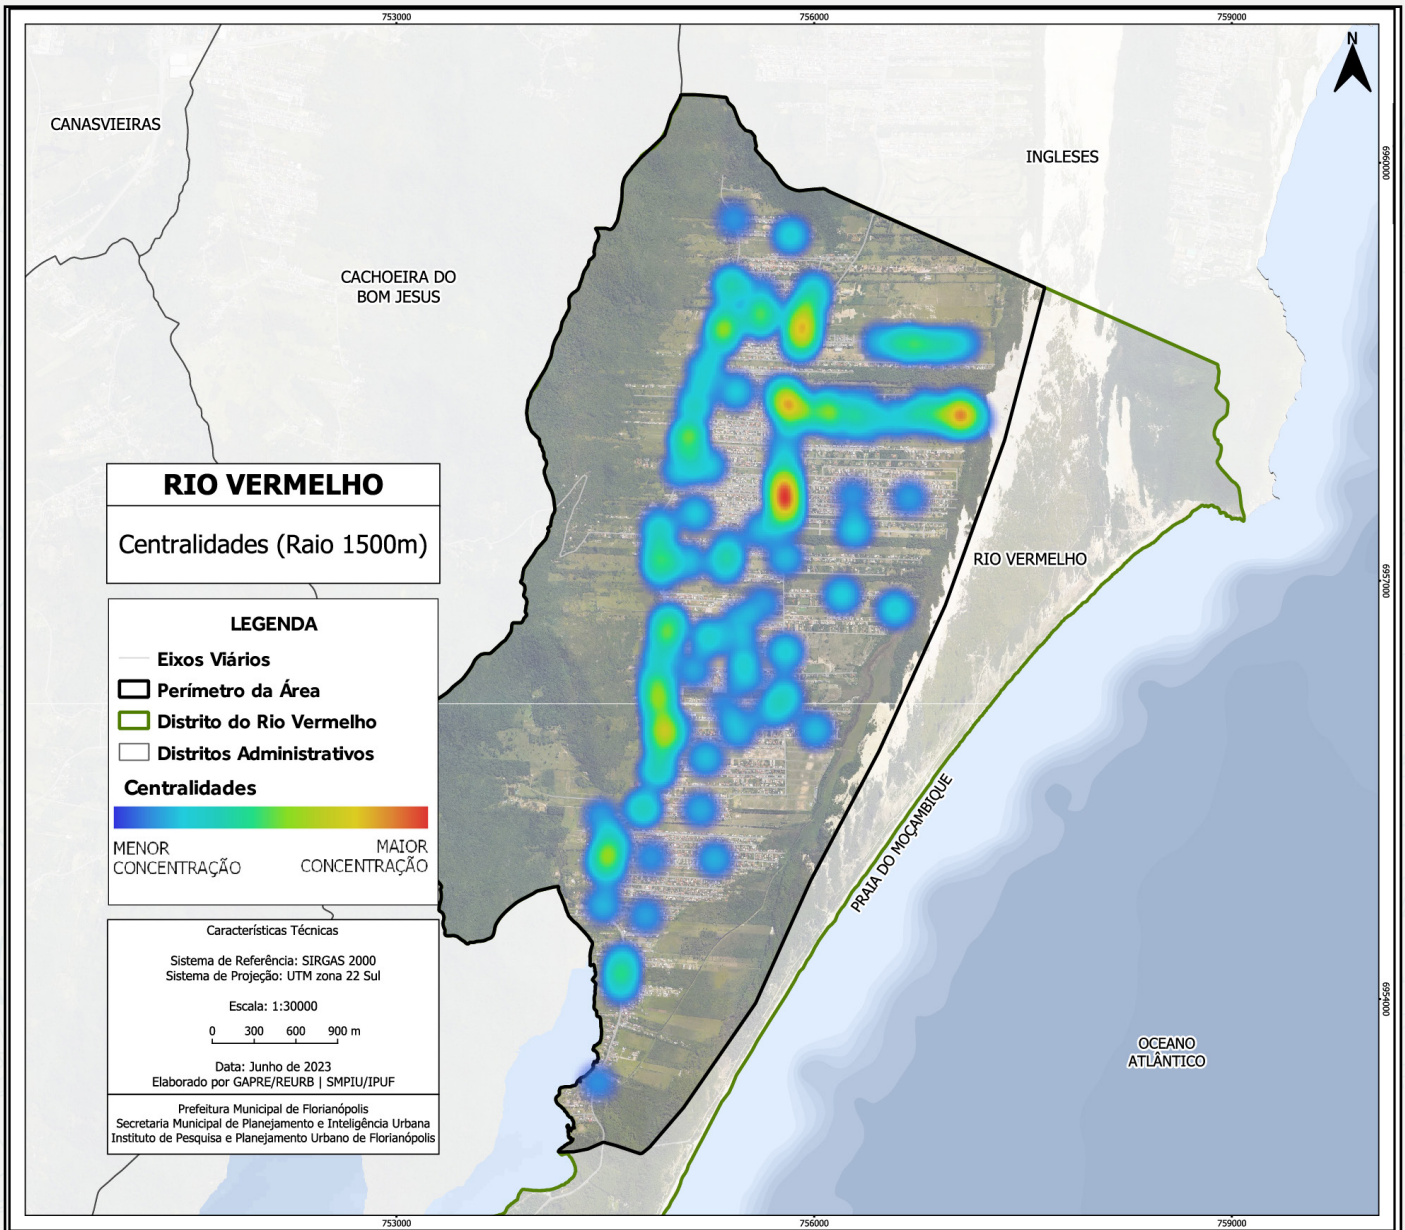 753000
756000
759000
N
CANASVIEIRAS
INGLESES
6960000
CACHOEIRA DO
BOM JESUS
RIO VERMELHO
Centralidades (Raio 1500m)
RIO VERMELHO
6957000
LEGENDA
Eixos Viários
Perímetro da Área
Distrito do Rio Vermelho
Distritos Administrativos
Centralidades
MENOR
CONCENTRAÇÃO
MAIOR
CONCENTRAÇÃO
PRAIA DO MOÇAMBIQUE
Características Técnicas
Sistema de Referência: SIRGAS 2000
Sistema de Projeção: UTM zona 22 Sul
Escala: 1:30000
0 300 600 900 m
Data: Junho de 2023
Elaborado por GAPRE/REURB | SMPIU/IPUF
Prefeitura Municipal de Florianópolis
Secretaria Municipal de Planejamento e Inteligência Urbana
Instituto de Pesquisa e Planejamento Urbano de Florianópolis
6954000
OCEANO
ATLÂNTICO
753000
756000
759000